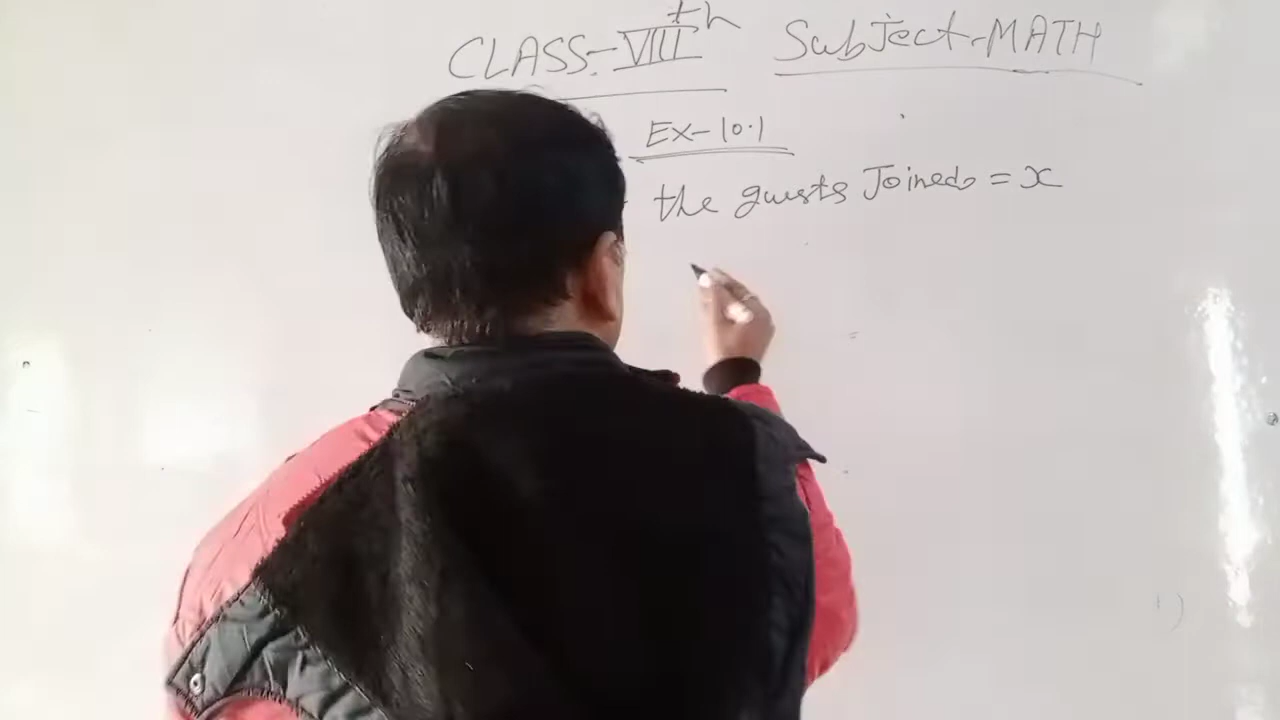 CLASS-VIIIth Subject-MATH
Ex-10.1
the guests Joined = x